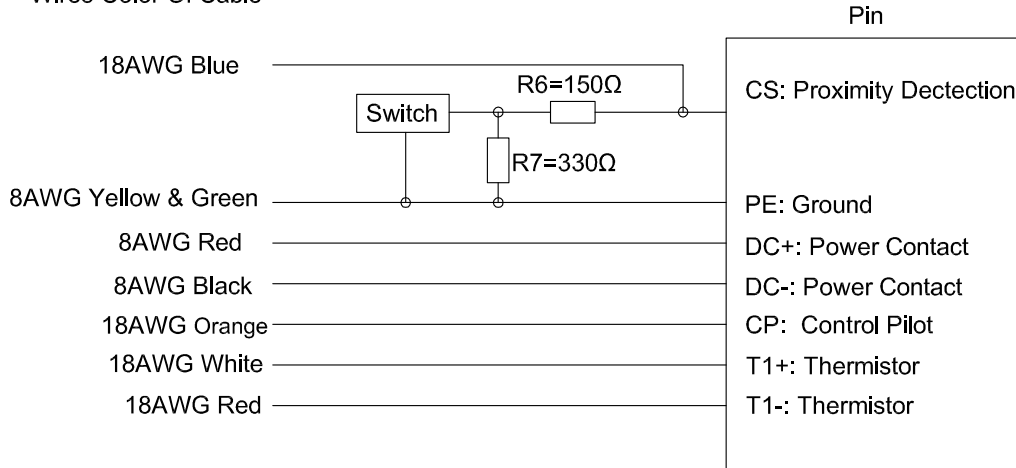 Wires Color Of Cable
Pin
18AWG Blue
R6=150Ω
CS: Proximity Dectection
Switch
R7=330Ω
8AWG Yellow & Green
PE: Ground
8AWG Red
DC+: Power Contact
8AWG Black
DC-: Power Contact
18AWG Orange
CP: Control Pilot
18AWG White
T1+: Thermistor
18AWG Red
T1-: Thermistor